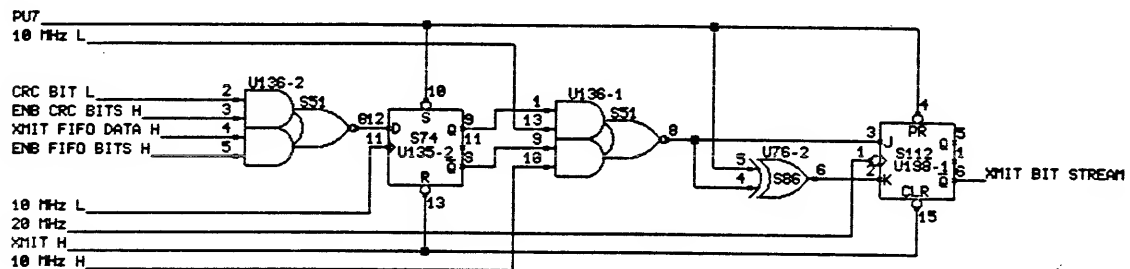 PU7
10 MHz L
CRC BIT L
ENB CRC BITS H
XMIT FIFO DATA H
ENB FIFO BITS H
10 MHz L
20 MHz
XMIT H
10 MHz H
U136-2
2
3
4
5
S51
8
12
11
10
S
D
S74
U135-2
Q
Q
R
9
11
8
13
U136-1
1
13
9
10
S51
8
U76-2
5
4
S86
6
4
PR
3
J
1
S112
U198-1
2
K
Q
Q
CLR
5
1
6
15
XMIT BIT STREAM